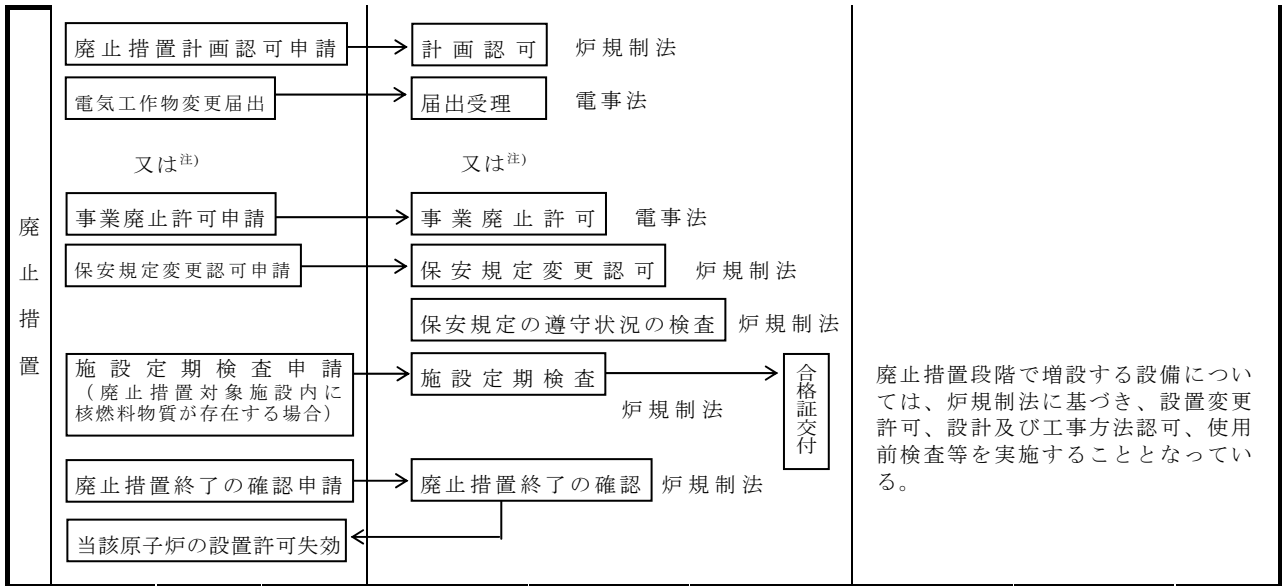 廃止措置
廃止措置計画認可申請
計画認可
炉規制法
電気工作物変更届出
届出受理
電事法
又は注)
又は注)
事業廃止許可申請
事業廃止許可
電事法
保安規定変更認可申請
保安規定変更認可
炉規制法
保安規定の遵守状況の検査
炉規制法
施設定期検査申請
(廃止措置対象施設内に
核燃料物質が存在する場合)
施設定期検査
炉規制法
合格証交付
廃止措置終了の確認申請
廃止措置終了の確認
炉規制法
当該原子炉の設置許可失効
廃止措置段階で増設する設備につい
ては、炉規制法に基づき、設置変更
許可、設計及び工事方法認可、使用
前検査等を実施することとなってい
る。